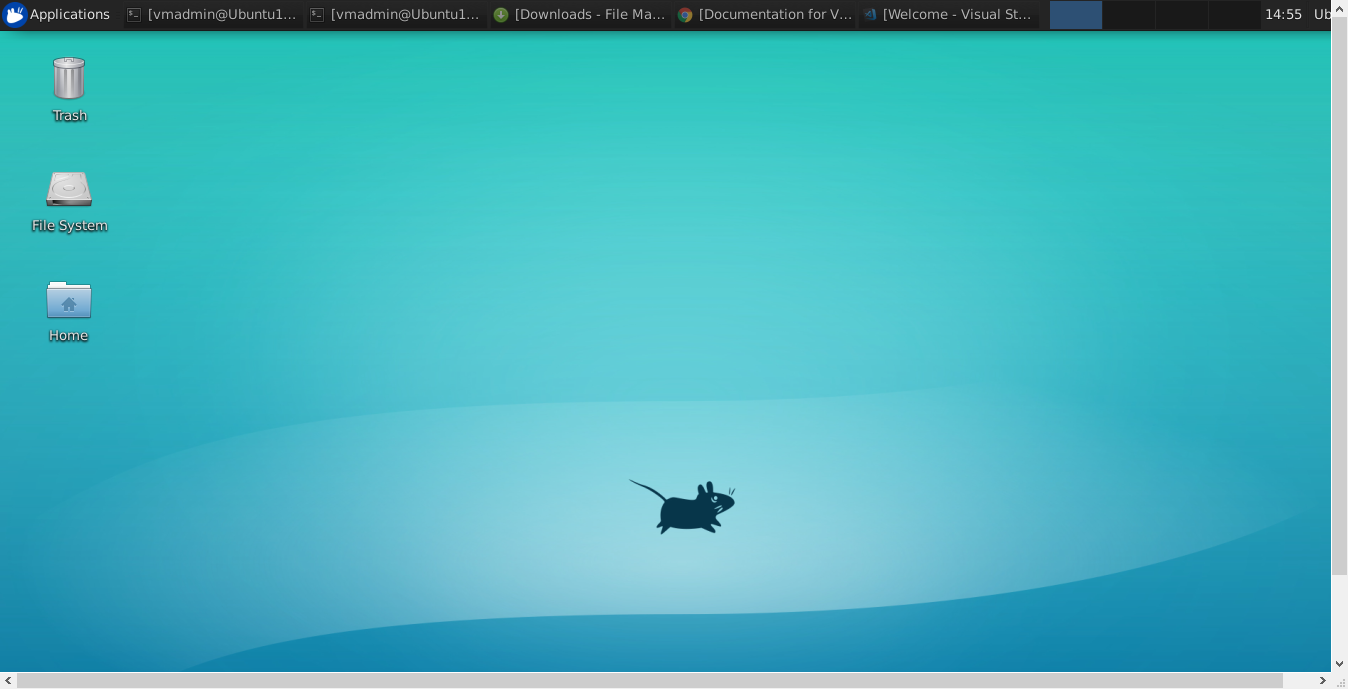 Applications
[vmadmin@Ubuntu1...
[vmadmin@Ubuntu1...
[Downloads - File Ma...
[Documentation for V...
[Welcome - Visual St...
14:55
Ub
Trash
File System
Home